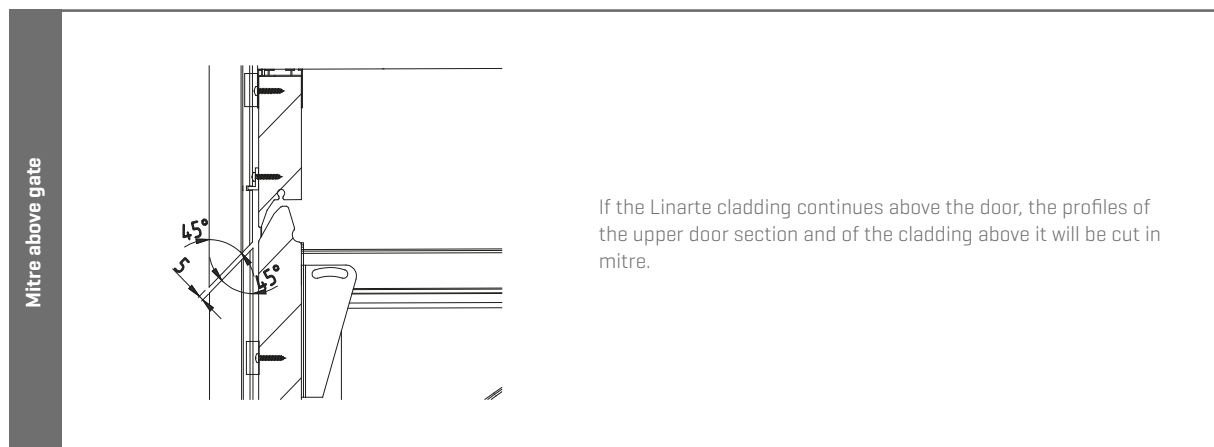 Mitre above gate
45°
5
45°
If the Linarte cladding continues above the door, the profiles of
the upper door section and of the cladding above it will be cut in
mitre.